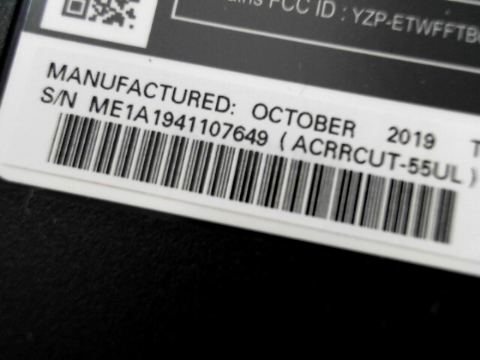 FCC ID : YZP-ETWFFTB
MANUFACTURED: OCTOBER 2019 T
S/N ME1A1941107649 ( ACRRCUT-55UL )